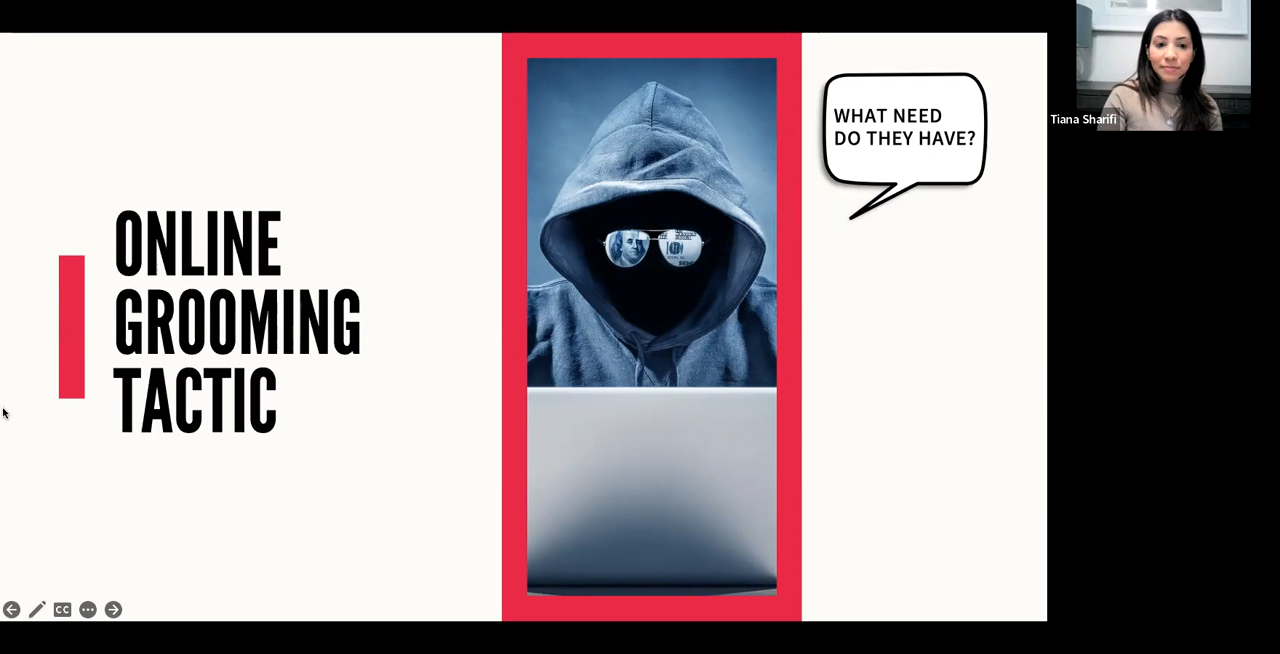 ONLINE
GROOMING
TACTIC
WHAT NEED
DO THEY HAVE?
Tiana Sharifi
CC